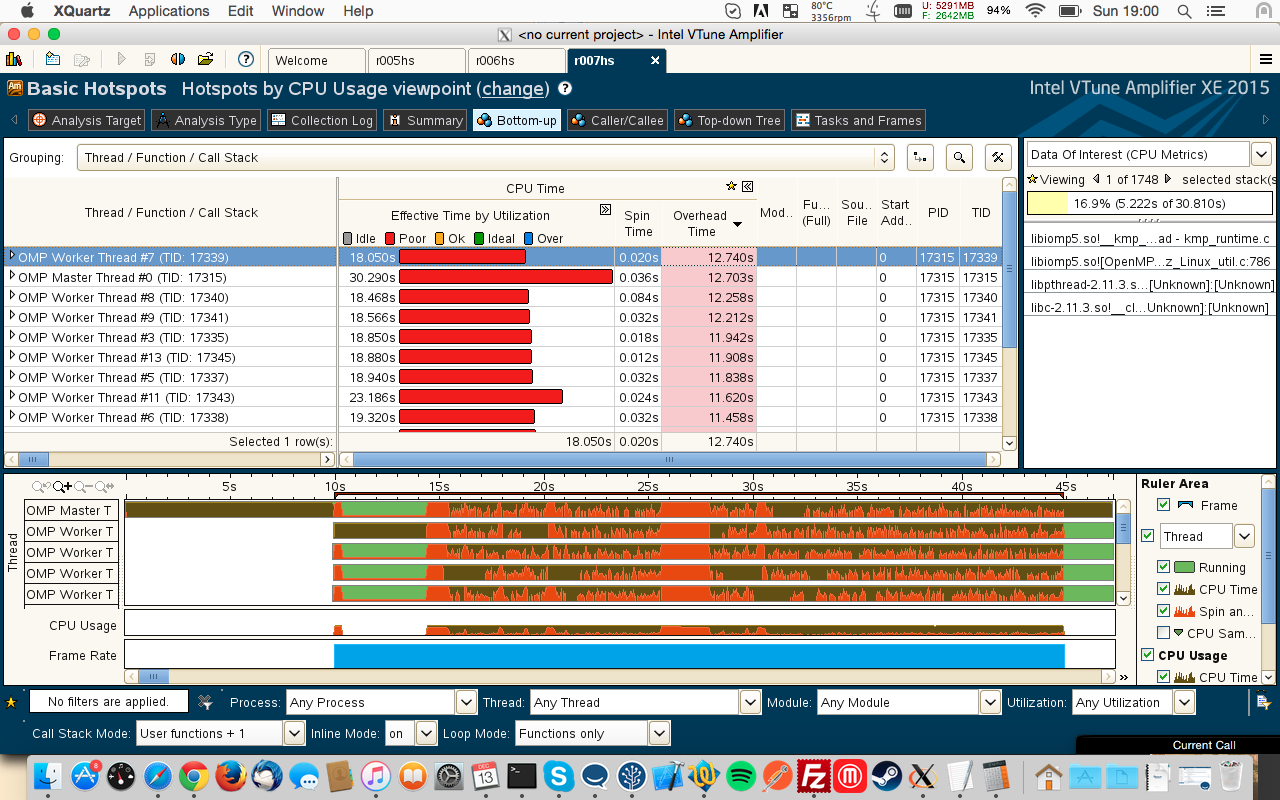 XQuartz Applications Edit Window Help 80°C 3356rpm U: 5291MB F: 2642MB 94% Sun 19:00
<no current project> - Intel VTune Amplifier
Welcome r005hs r006hs r007hs
Basic Hotspots Hotspots by CPU Usage viewpoint (change) Intel VTune Amplifier XE 2015
Analysis Target Analysis Type Collection Log Summary Bottom-up Caller/Callee Top-down Tree Tasks and Frames
Grouping: Thread / Function / Call Stack
Data Of Interest (CPU Metrics)
Viewing 1 of 1748 selected stack(s
16.9% (5.222s of 30.810s)
libiomp5.so!__kmp_...ad - kmp_runtime.c
libiomp5.so![OpenMP...z_Linux_util.c:786
libpthread-2.11.3.s...[Unknown]:[Unknown]
libc-2.11.3.so!__cl...Unknown]:[Unknown]
Thread / Function / Call Stack
CPU Time
Effective Time by Utilization
Idle Poor Ok Ideal Over
Spin Time
Overhead Time
Mod..
Fu... (Full)
Sou.. File
Start Add..
PID
TID
OMP Worker Thread #7 (TID: 17339) 18.050s 0.020s 12.740s 0 17315 17339
OMP Master Thread #0 (TID: 17315) 30.290s 0.036s 12.703s 0 17315 17315
OMP Worker Thread #8 (TID: 17340) 18.468s 0.084s 12.258s 0 17315 17340
OMP Worker Thread #9 (TID: 17341) 18.566s 0.032s 12.212s 0 17315 17341
OMP Worker Thread #3 (TID: 17335) 18.850s 0.018s 11.942s 0 17315 17335
OMP Worker Thread #13 (TID: 17345) 18.880s 0.012s 11.908s 0 17315 17345
OMP Worker Thread #5 (TID: 17337) 18.940s 0.032s 11.838s 0 17315 17337
OMP Worker Thread #11 (TID: 17343) 23.186s 0.024s 11.620s 0 17315 17343
OMP Worker Thread #6 (TID: 17338) 19.320s 0.032s 11.458s 0 17315 17338
Selected 1 row(s): 18.050s 0.020s 12.740s
5s 10s 15s 20s 25s 30s 35s 40s 45s
Thread
OMP Master T
OMP Worker T
OMP Worker T
OMP Worker T
OMP Worker T
CPU Usage
Frame Rate
Ruler Area
Frame
Thread
Running
CPU Time
Spin an...
CPU Sam...
CPU Usage
CPU Time
No filters are applied. Process: Any Process Thread: Any Thread Module: Any Module Utilization: Any Utilization
Call Stack Mode: User functions + 1 Inline Mode: on Loop Mode: Functions only
Current Call
8
DEC
13